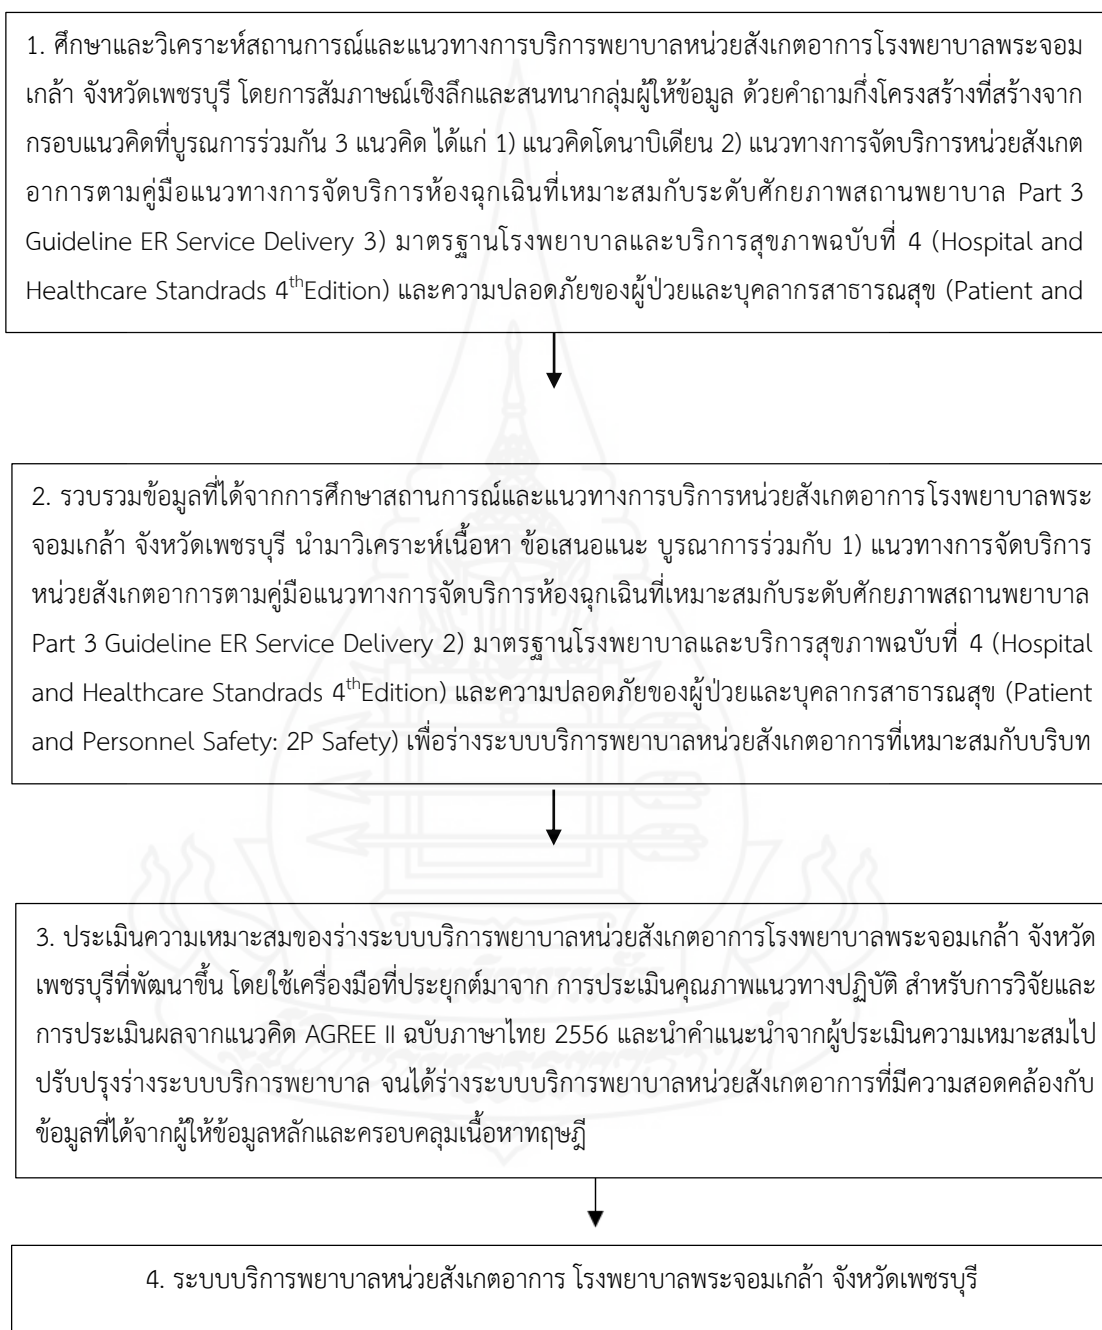 1. ศึกษาและวิเคราะห์สถานการณ์และแนวทางการบริการพยาบาลหน่วยสังเกตอาการโรงพยาบาลพระจอม
เกล้า จังหวัดเพชรบุรี โดยการสัมภาษณ์เชิงลึกและสนทนากลุ่มผู้ให้ข้อมูล ด้วยคำถามกึ่งโครงสร้างที่สร้างจาก
กรอบแนวคิดที่บูรณการร่วมกัน 3 แนวคิด ได้แก่ 1) แนวคิดโดนาบิเดียน 2) แนวทางการจัดบริการหน่วยสังเกต
อาการตามคู่มือแนวทางการจัดบริการห้องฉุกเฉินที่เหมาะสมกับระดับศักยภาพสถานพยาบาล Part 3
Guideline ER Service Delivery 3) มาตรฐานโรงพยาบาลและบริการสุขภาพฉบับที่ 4 (Hospital and
Healthcare Standrads 4thEdition) และความปลอดภัยของผู้ป่วยและบุคลากรสาธารณสุข (Patient and
2. รวบรวมข้อมูลที่ได้จากการศึกษาสถานการณ์และแนวทางการบริการหน่วยสังเกตอาการโรงพยาบาลพระ
จอมเกล้า จังหวัดเพชรบุรี นำมาวิเคราะห์เนื้อหา ข้อเสนอแนะ บูรณาการร่วมกับ 1) แนวทางการจัดบริการ
หน่วยสังเกตอาการตามคู่มือแนวทางการจัดบริการห้องฉุกเฉินที่เหมาะสมกับระดับศักยภาพสถานพยาบาล
Part 3 Guideline ER Service Delivery 2) มาตรฐานโรงพยาบาลและบริการสุขภาพฉบับที่ 4 (Hospital
and Healthcare Standrads 4thEdition) และความปลอดภัยของผู้ป่วยและบุคลากรสาธารณสุข (Patient
and Personnel Safety: 2P Safety) เพื่อร่างระบบบริการพยาบาลหน่วยสังเกตอาการที่เหมาะสมกับบริบท
3. ประเมินความเหมาะสมของร่างระบบบริการพยาบาลหน่วยสังเกตอาการโรงพยาบาลพระจอมเกล้า จังหวัด
เพชรบุรีที่พัฒนาขึ้น โดยใช้เครื่องมือที่ประยุกต์มาจาก การประเมินคุณภาพแนวทางปฏิบัติ สำหรับการวิจัยและ
การประเมินผลจากแนวคิด AGREE II ฉบับภาษาไทย 2556 และนำคำแนะนำจากผู้ประเมินความเหมาะสมไป
ปรับปรุงร่างระบบบริการพยาบาล จนได้ร่างระบบบริการพยาบาลหน่วยสังเกตอาการที่มีความสอดคล้องกับ
ข้อมูลที่ได้จากผู้ให้ข้อมูลหลักและครอบคลุมเนื้อหาทฤษฎี
4. ระบบบริการพยาบาลหน่วยสังเกตอาการ โรงพยาบาลพระจอมเกล้า จังหวัดเพชรบุรี